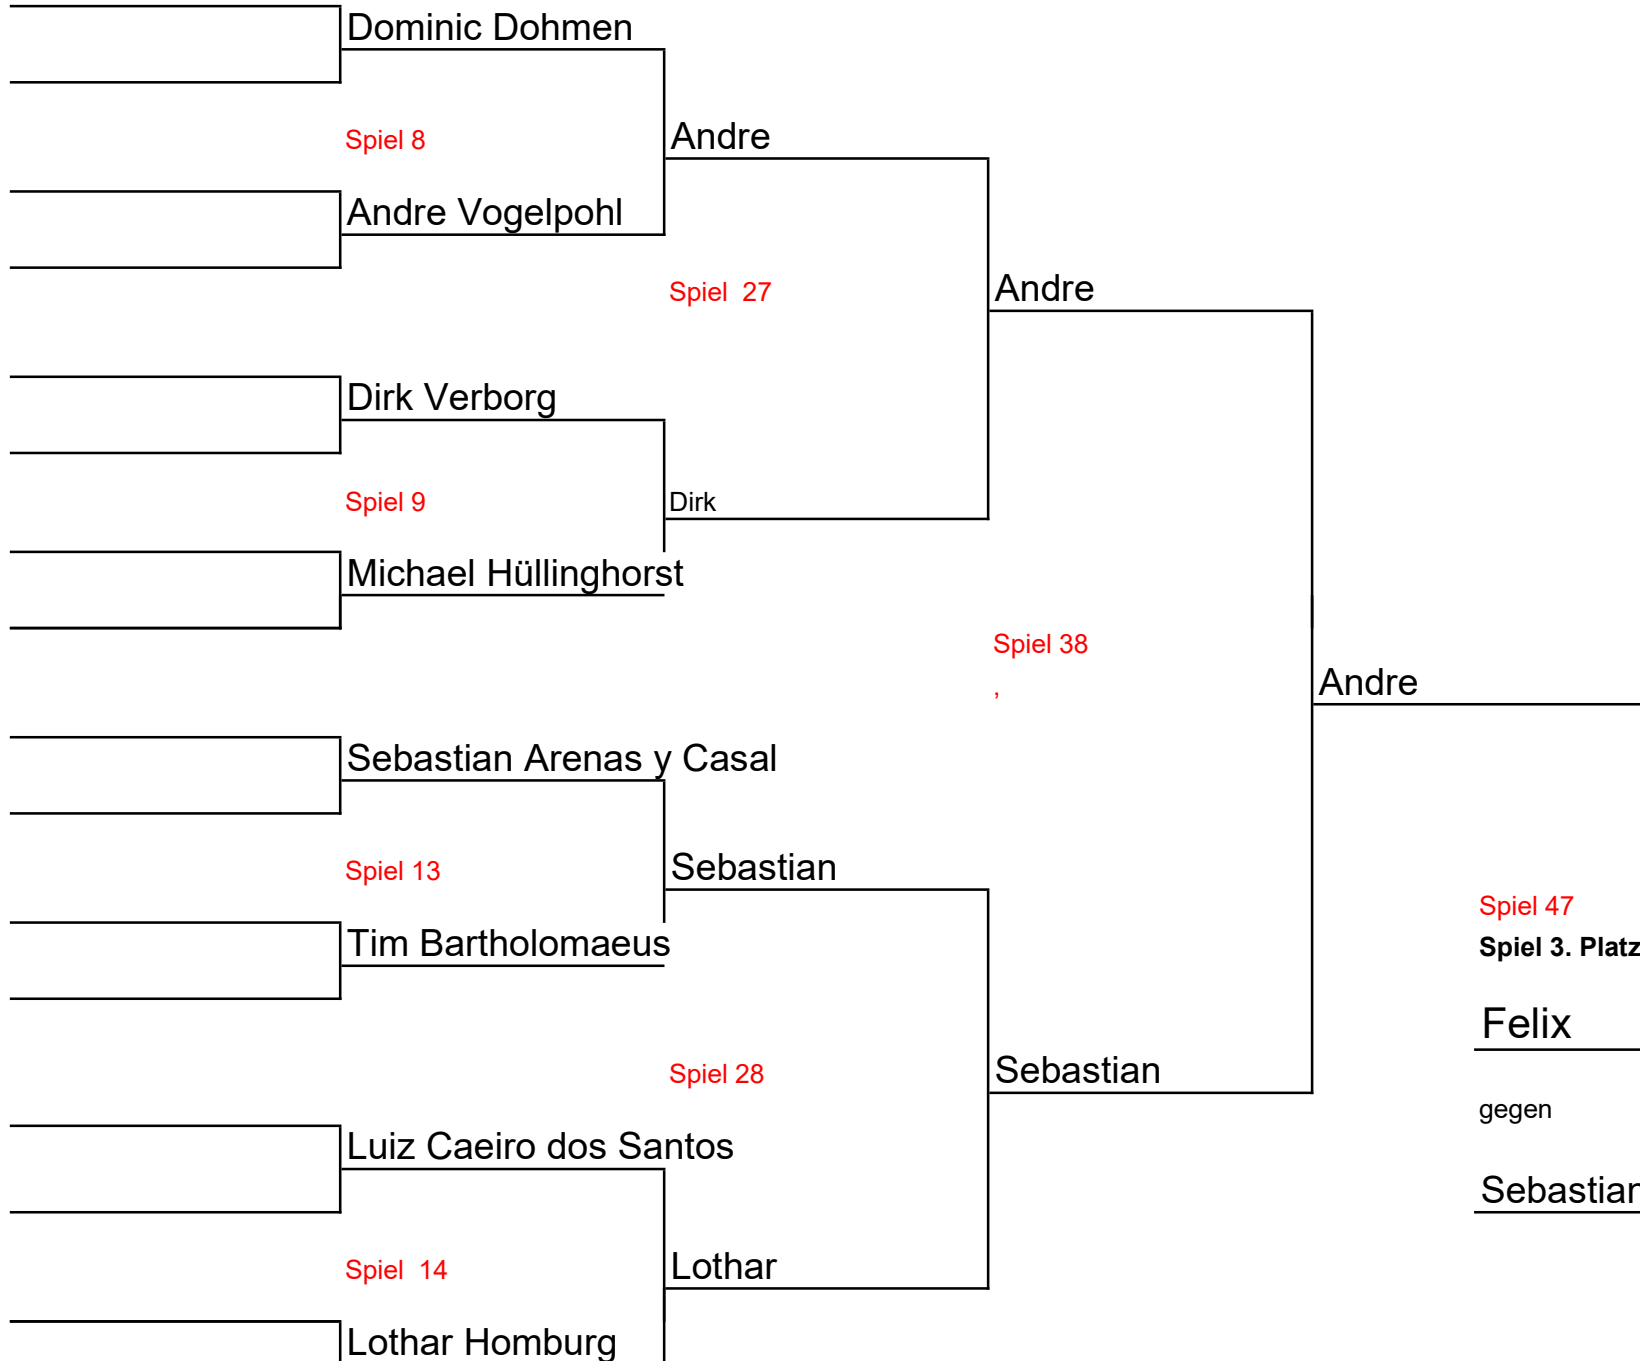 Dominic Dohmen
Spiel 8
Andre
Andre Vogelpohl
Spiel  27
Andre
Dirk Verborg
Spiel 9
Dirk
Michael Hüllinghorst
Spiel 38
,
Andre
Sebastian Arenas y Casal
Spiel 13
Sebastian
Spiel 47
Tim Bartholomaeus
Spiel 3. Platz
Felix
Spiel 28
Sebastian
gegen
Luiz Caeiro dos Santos
Sebastian
Spiel  14
Lothar
Lothar Homburg